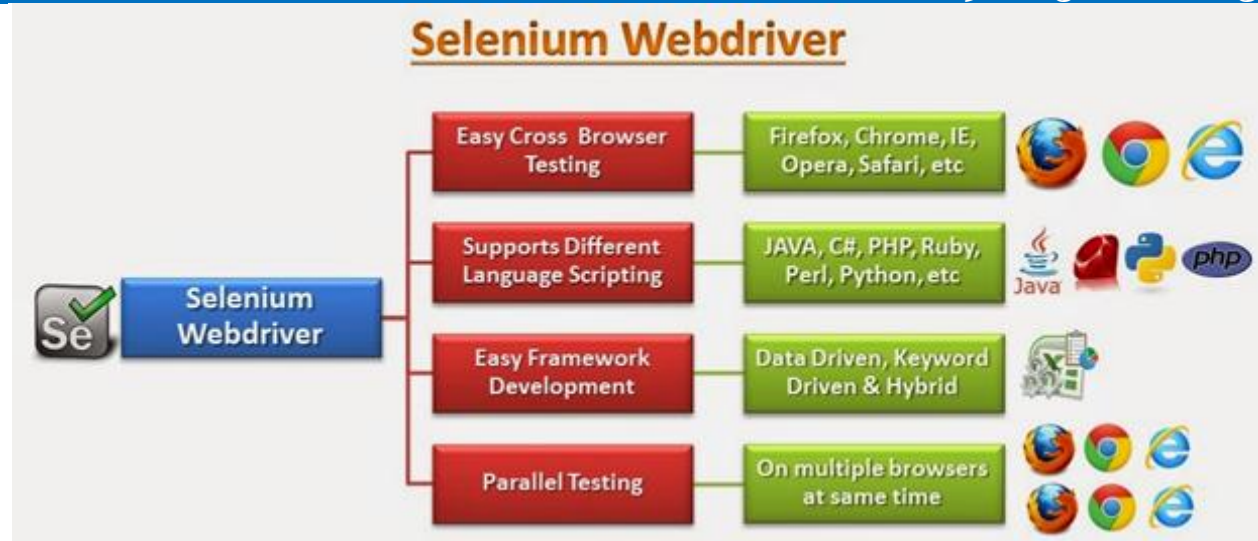 Selenium Webdriver
Easy Cross Browser
Testing
Firefox, Chrome, IE,
Opera, Safari, etc
Supports Different
Language Scripting
JAVA, C#, PHP, Ruby,
Perl, Python, etc
Java
php
Se
Selenium
Webdriver
Easy Framework
Development
Data Driven, Keyword
Driven & Hybrid
Parallel Testing
On multiple browsers
at same time